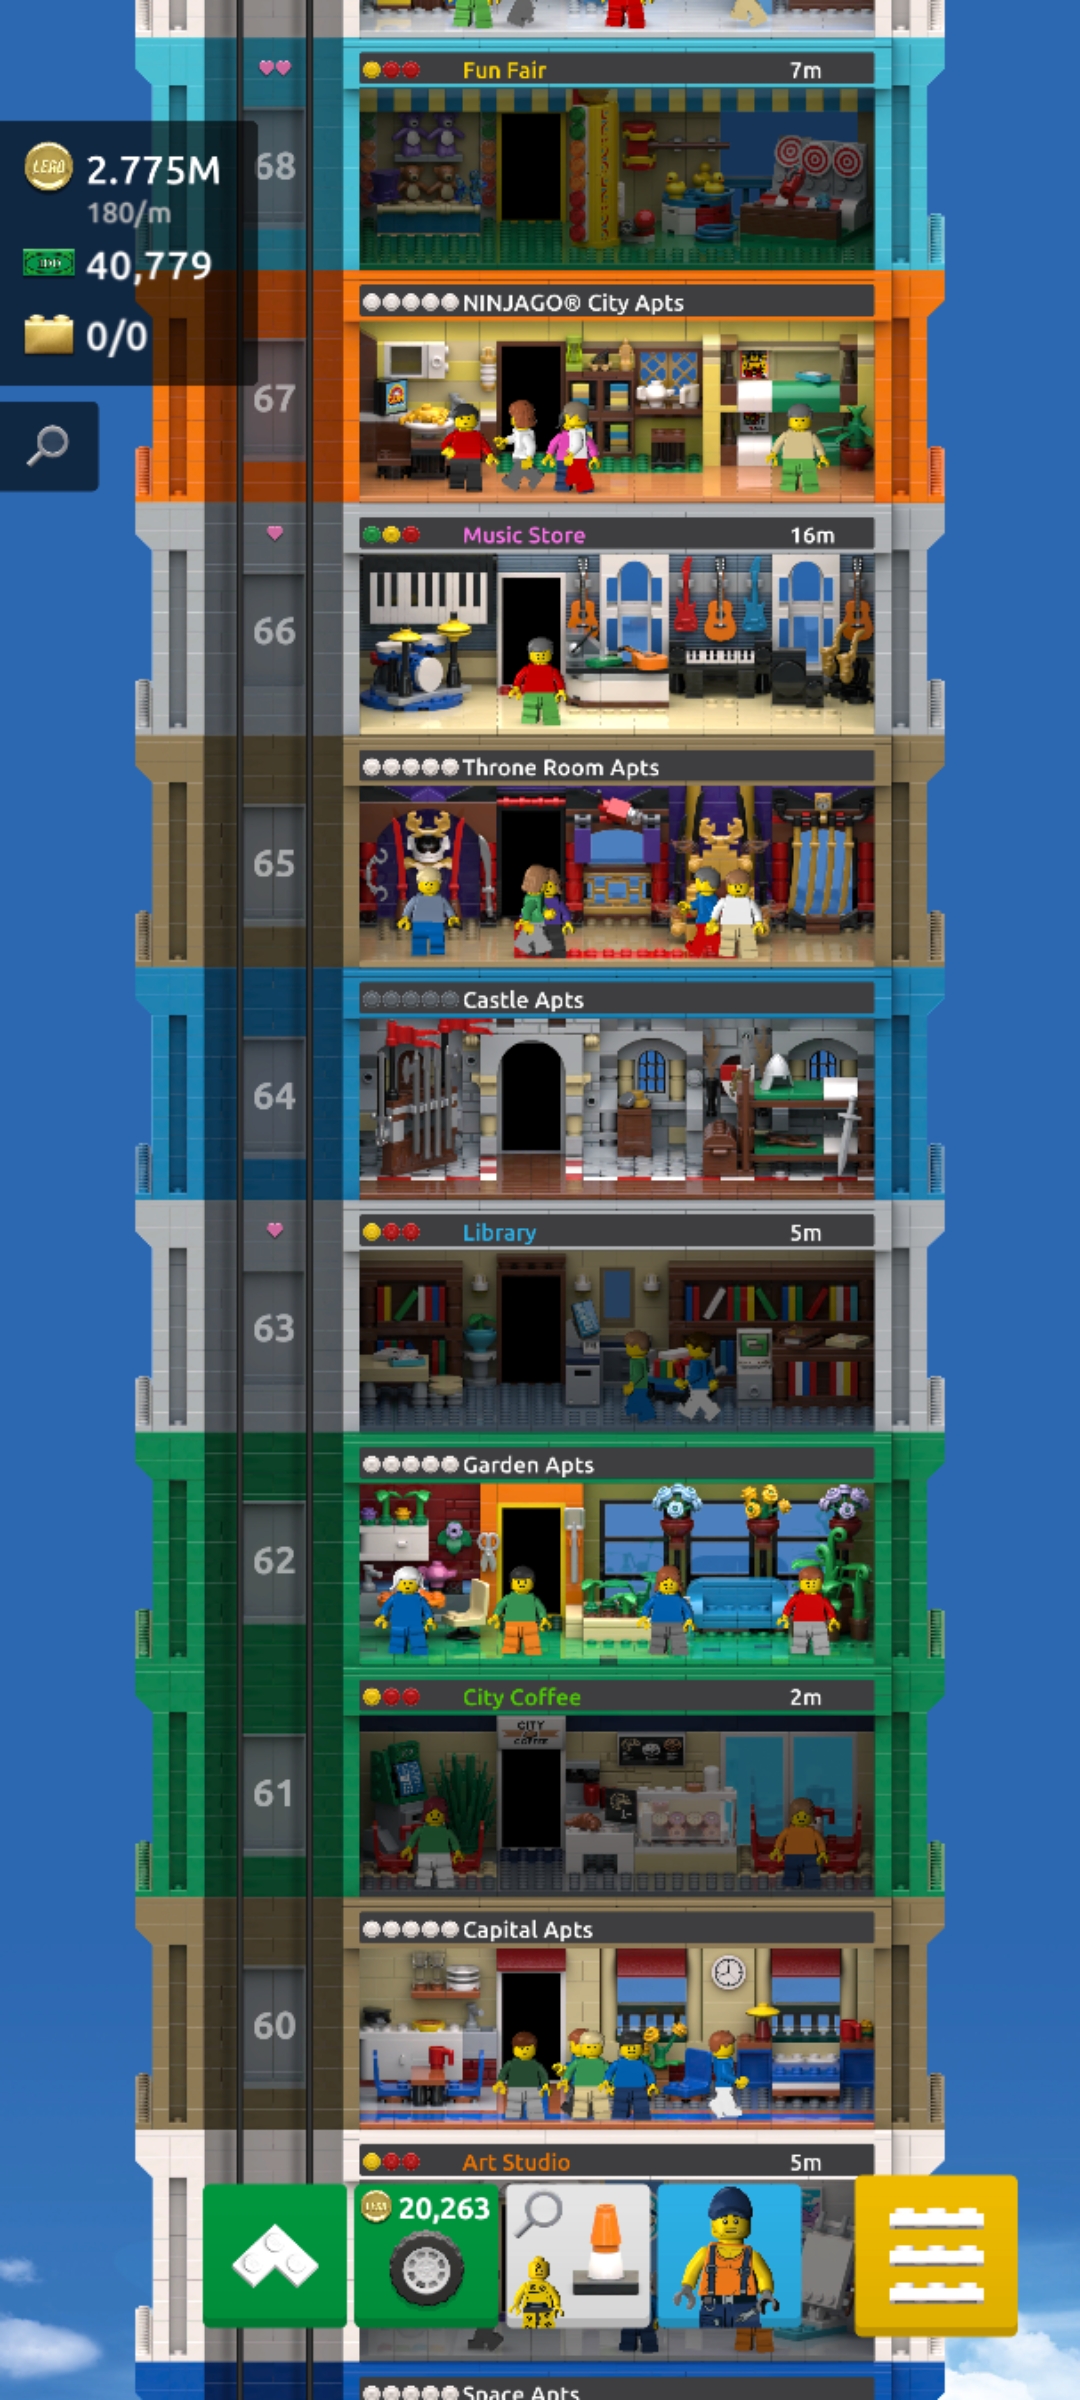 Fun Fair 7m
68
LEGO 2.775M
180/m
40,779
0/0
NINJAGO® City Apts
67
Music Store 16m
66
Throne Room Apts
65
Castle Apts
64
Library 5m
63
Garden Apts
62
City Coffee 2m
CITY
COFFEE
61
Capital Apts
60
Art Studio 5m
20,263
Space Apts